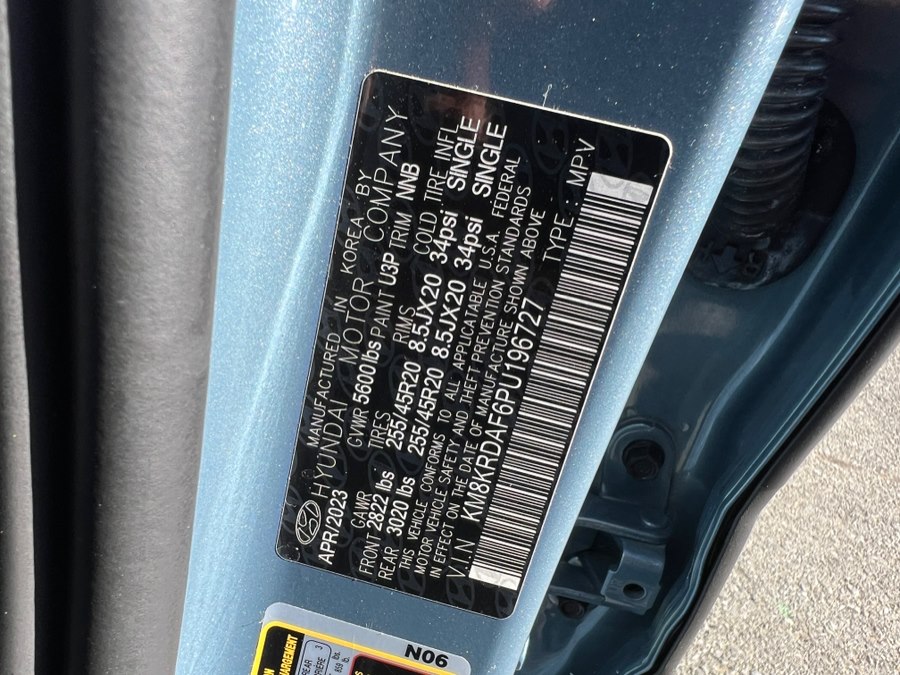 MANUFACTURED IN KOREA BY
HYUNDAI MOTOR COMPANY
APR/2023 GVWR 5600lbs PAINT U3P TRIM NNB
GAWR TIRES RIMS COLD TIRE INFL
FRONT 2822 lbs 255/45R20 8.5JX20 34psi SINGLE
REAR 3020 lbs 255/45R20 8.5JX20 34psi SINGLE
THIS VEHICLE CONFORMS TO ALL APPLICABLE U.S.A. FEDERAL
MOTOR VEHICLE SAFETY AND THEFT PREVENTION STANDARDS
IN EFFECT ON THE DATE OF MANUFACTURE SHOWN ABOVE
V.I.N KM8KRDAF6PU196727 TYPE MPV
N06
REAR 3